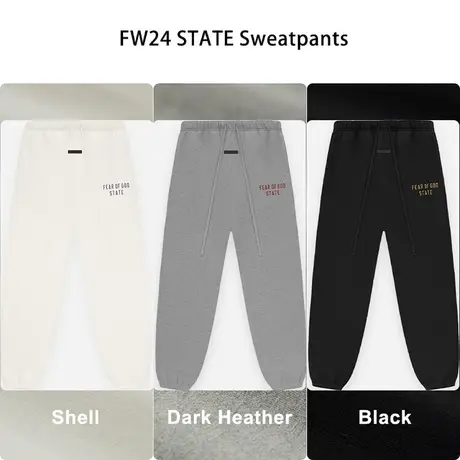 FW24 STATE Sweatpants
FEAR OF GOD
STATE
FEAR OF GOD
STATE
FEAR OF GOD
STATE
Shell
Dark Heather
Black